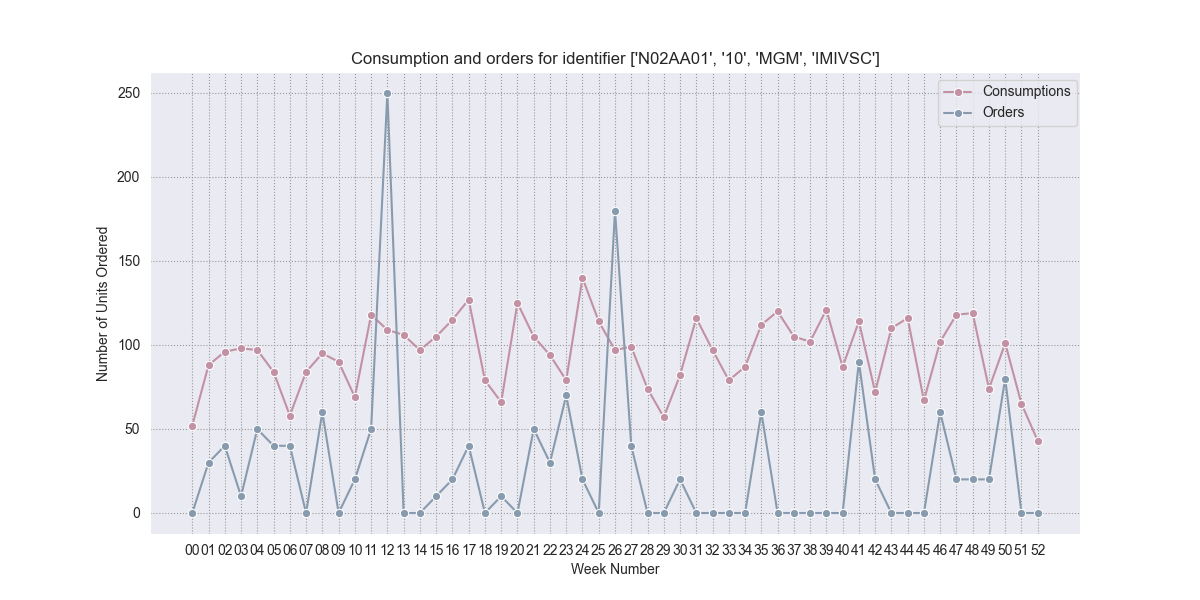 Consumption and orders for identifier ['N02AA01', '10', 'MGM', 'IMIVSC']
Consumptions
Orders
250
200
150
100
50
0
Number of Units Ordered
00 01 02 03 04 05 06 07 08 09 10 11 12 13 14 15 16 17 18 19 20 21 22 23 24 25 26 27 28 29 30 31 32 33 34 35 36 37 38 39 40 41 42 43 44 45 46 47 48 49 50 51 52
Week Number